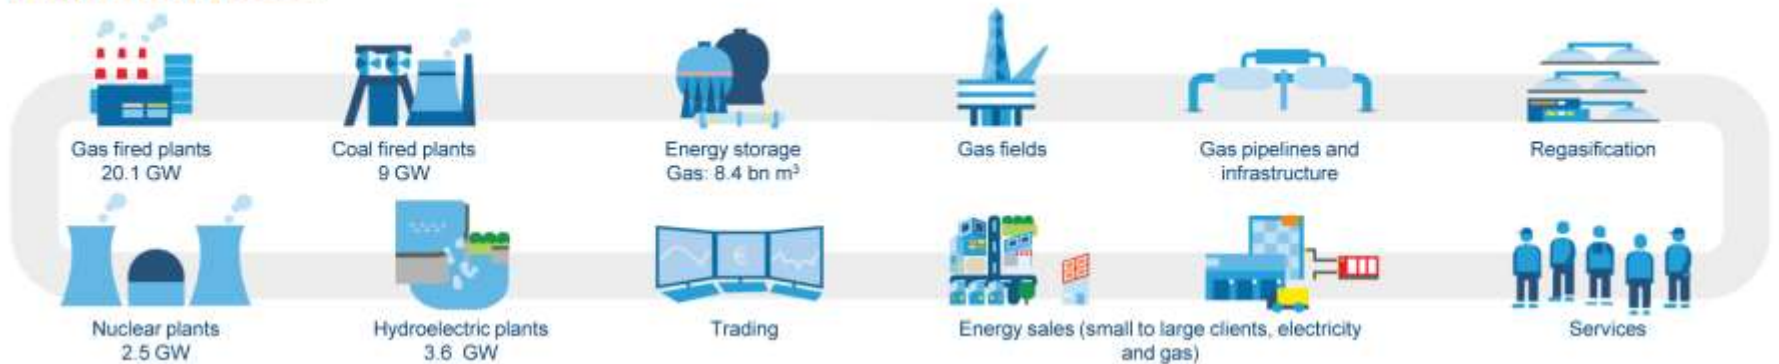 Gas fired plants
20.1 GW
Coal fired plants
9 GW
Energy storage
Gas: 8.4 bn m³
Gas fields
Gas pipelines and
infrastructure
Regasification
Nuclear plants
2.5 GW
Hydroelectric plants
3.6 GW
Trading
€
Energy sales (small to large clients, electricity
and gas)
Services